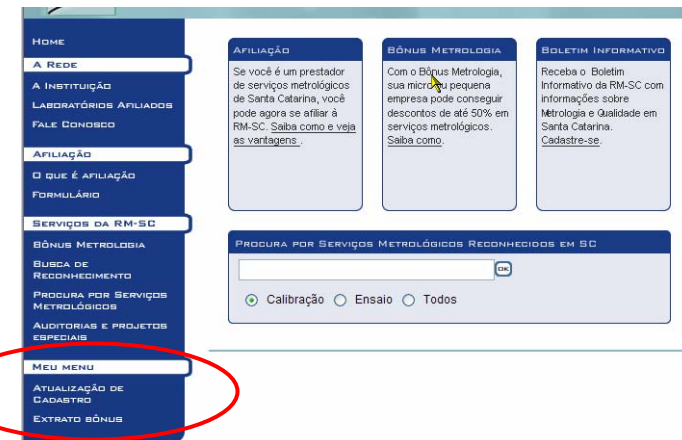 Home
A Rede
A Instituição
Laboratórios Afiliados
Fale Conosco
Afiliação
O que é afiliação
Formulário
Serviços da RM-SC
Bônus Metrologia
Busca de
Reconhecimento
Procura por Serviços
Metrológicos
Auditorias e projetos
especiais
Meu menu
Atualização de
Cadastro
Extrato bônus
Afiliação
Se você é um prestador
de serviços metrológicos
de Santa Catarina, você
pode agora se afiliar à
RM-SC. Saiba como e veja
as vantagens .
Bônus Metrologia
Com o Bônus Metrologia,
sua micro ou pequena
empresa pode conseguir
descontos de até 50% em
serviços metrológicos.
Saiba como.
Boletim Informativo
Receba o Boletim
Informativo da RM-SC com
informações sobre
Metrologia e Qualidade em
Santa Catarina.
Cadastre-se.
Procura por Serviços Metrológicos Reconhecidos em SC
OK
Calibração Ensaio Todos